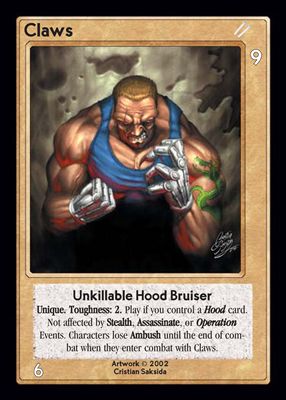 Claws
9
Unkillable Hood Bruiser
Unique. Toughness: 2. Play if you control a Hood card.
Not affected by Stealth, Assassinate, or Operation
Events. Characters lose Ambush until the end of com-
bat when they enter combat with Claws.
6
Artwork © 2002
Cristian Saksida